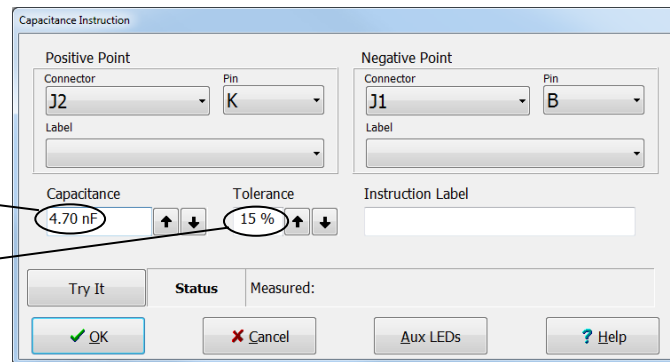 Capacitance Instruction
Positive Point
Negative Point
Connector Pin
Connector Pin
J2 K
J1 B
Label
Label
Capacitance Tolerance Instruction Label
4.70 nF 15 %
Try It Status Measured:
OK Cancel Aux LEDs ? Help